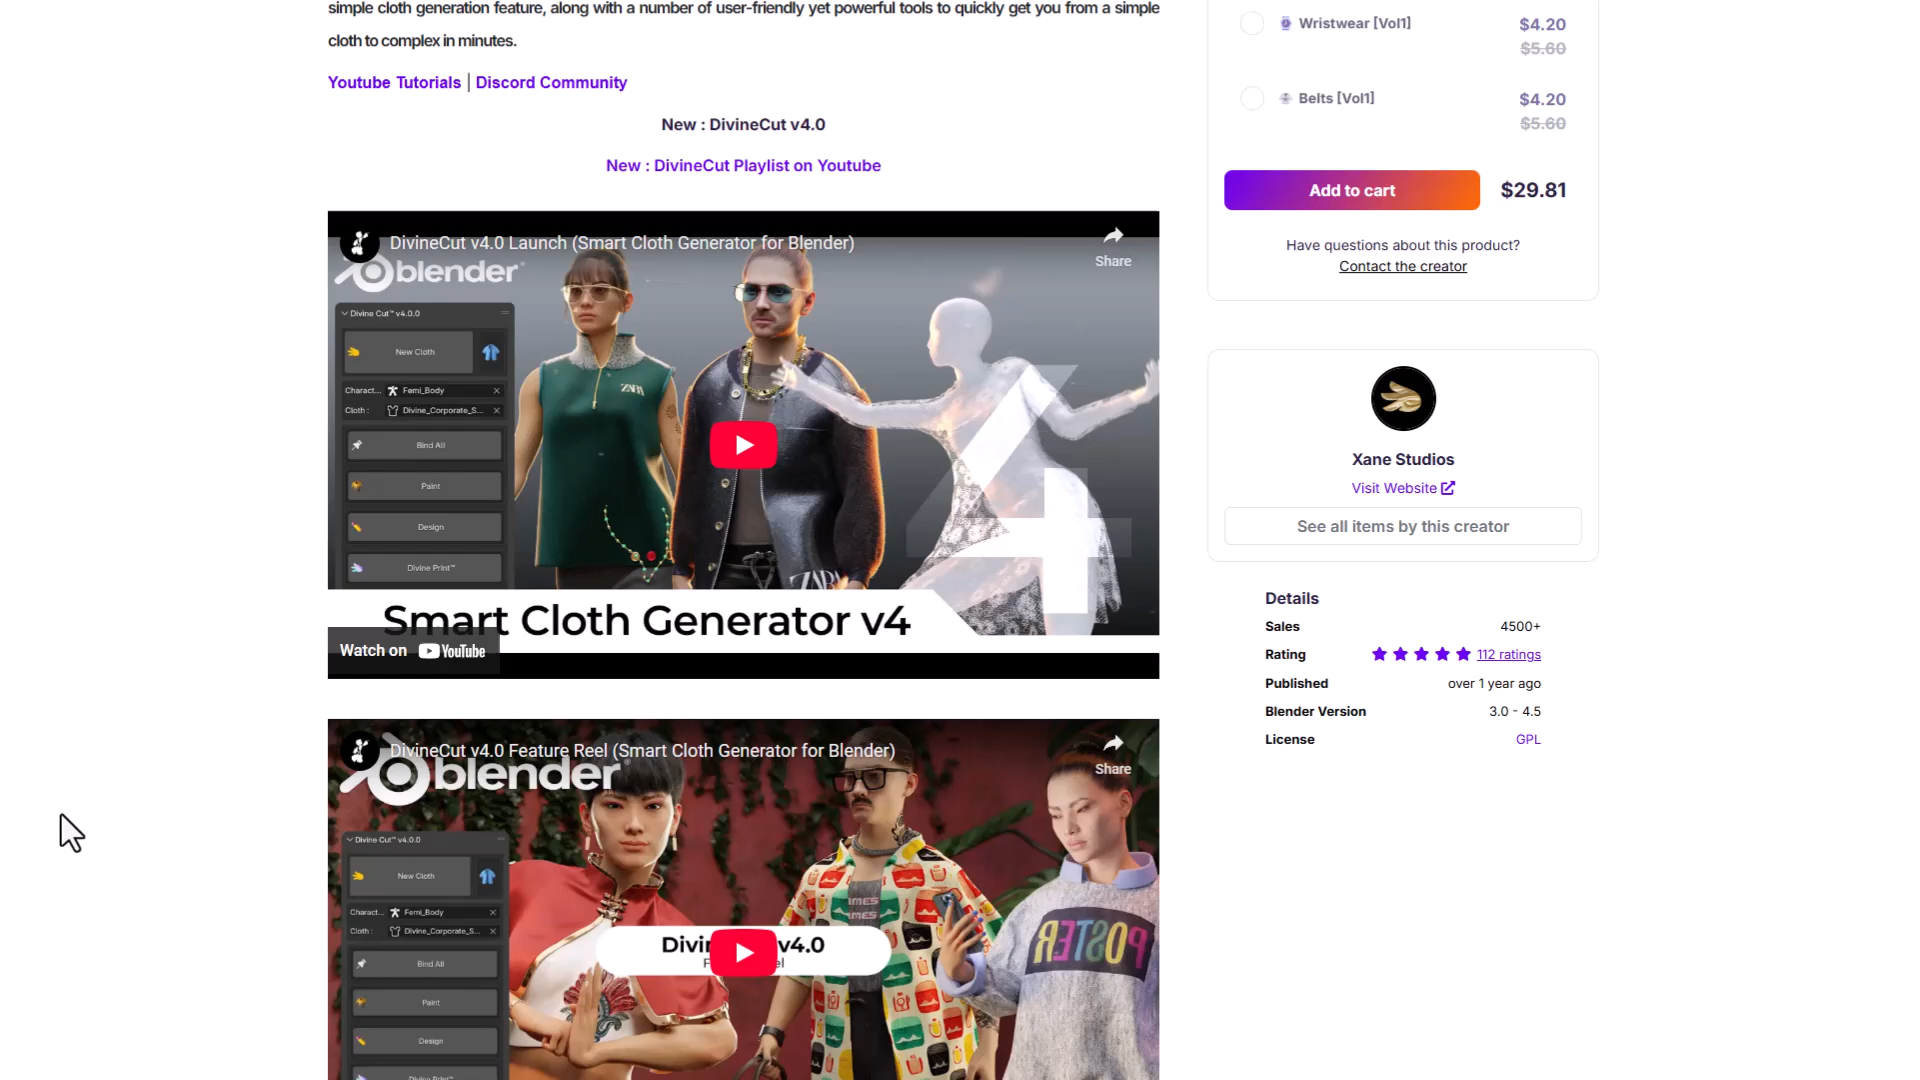 simple cloth generation feature, along with a number of user-friendly yet powerful tools to quickly get you from a simple
cloth to complex in minutes.
Youtube Tutorials | Discord Community
New : DivineCut v4.0
New : DivineCut Playlist on Youtube
DivineCut v4.0 Launch (Smart Cloth Generator for Blender)
Share
blender
Divine Cut™ v4.0.0
New Cloth
Charact... Femi_Body
Cloth : Divine_Corporate_S...
Bind All
Paint
Design
Divine Print™
ZARA
ZARA
4
Smart Cloth Generator v4
Watch on YouTube
DivineCut v4.0 Feature Reel (Smart Cloth Generator for Blender)
Share
blender
Divine Cut™ v4.0.0
New Cloth
Charact... Femi_Body
Cloth : Divine_Corporate_S...
Bind All
Paint
Design
Divine Print™
v4.0
POSTER
Wristwear [Vol1]
$4.20
$5.60
Belts [Vol1]
$4.20
$5.60
Add to cart
$29.81
Have questions about this product?
Contact the creator
Xane Studios
Visit Website
See all items by this creator
Details
Sales 4500+
Rating 112 ratings
Published over 1 year ago
Blender Version 3.0 - 4.5
License GPL